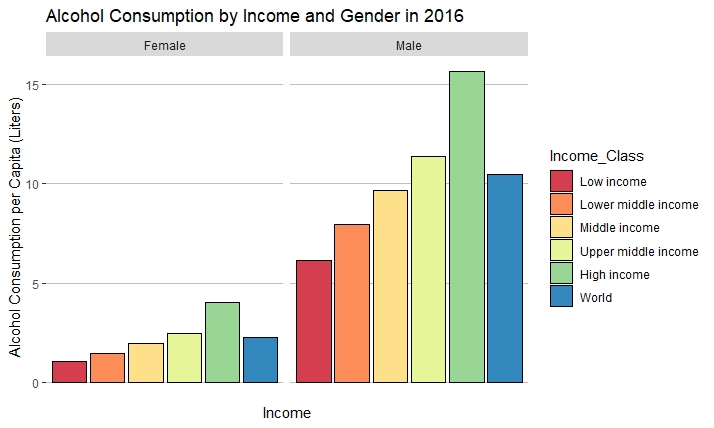 Alcohol Consumption by Income and Gender in 2016
Female
Male
Alcohol Consumption per Capita (Liters)
15
10
5
0
Income
Income_Class
Low income
Lower middle income
Middle income
Upper middle income
High income
World